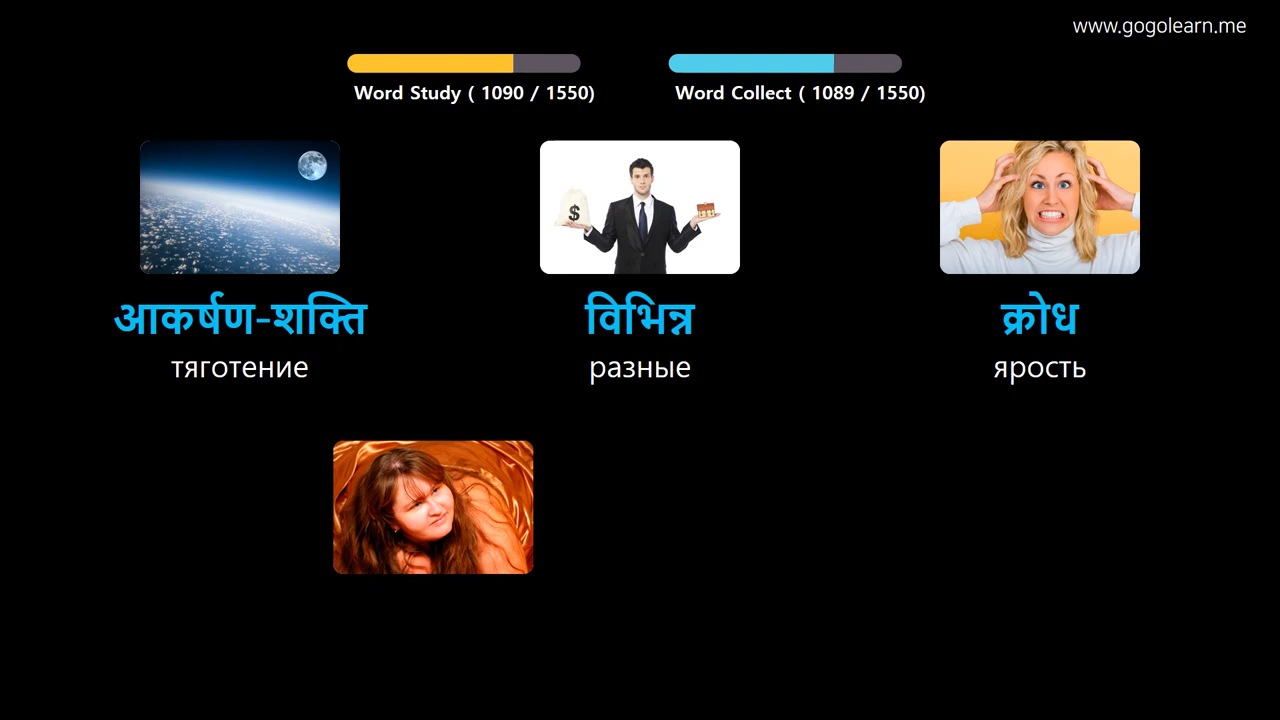 www.gogolearn.me
Word Study ( 1090 / 1550)
Word Collect ( 1089 / 1550)
आकर्षण-शक्ति
тяготение
विभिन्न
разные
क्रोध
ярость